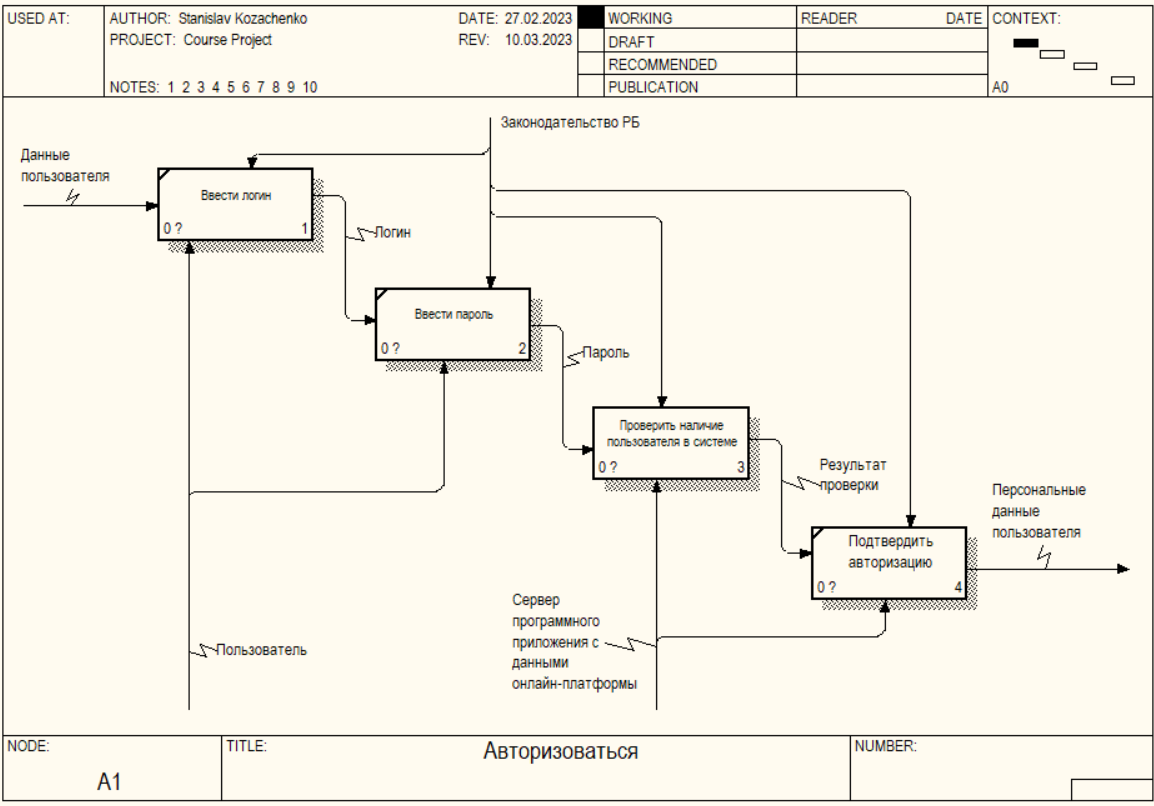 USED AT:
AUTHOR: Stanislav Kozachenko
DATE: 27.02.2023
WORKING
READER
DATE
CONTEXT:
PROJECT: Course Project
REV: 10.03.2023
DRAFT
RECOMMENDED
NOTES: 1 2 3 4 5 6 7 8 9 10
PUBLICATION
A0
Законодательство РБ
Данные
пользователя
Ввести логин
0 ?
1
Логин
Ввести пароль
0 ?
2
Пароль
Проверить наличие
пользователя в системе
0 ?
3
Результат
проверки
Персональные
данные
пользователя
Подтвердить
авторизацию
0 ?
4
Сервер
программного
приложения с
данными
онлайн-платформы
Пользователь
NODE:
A1
TITLE:
Авторизоваться
NUMBER: